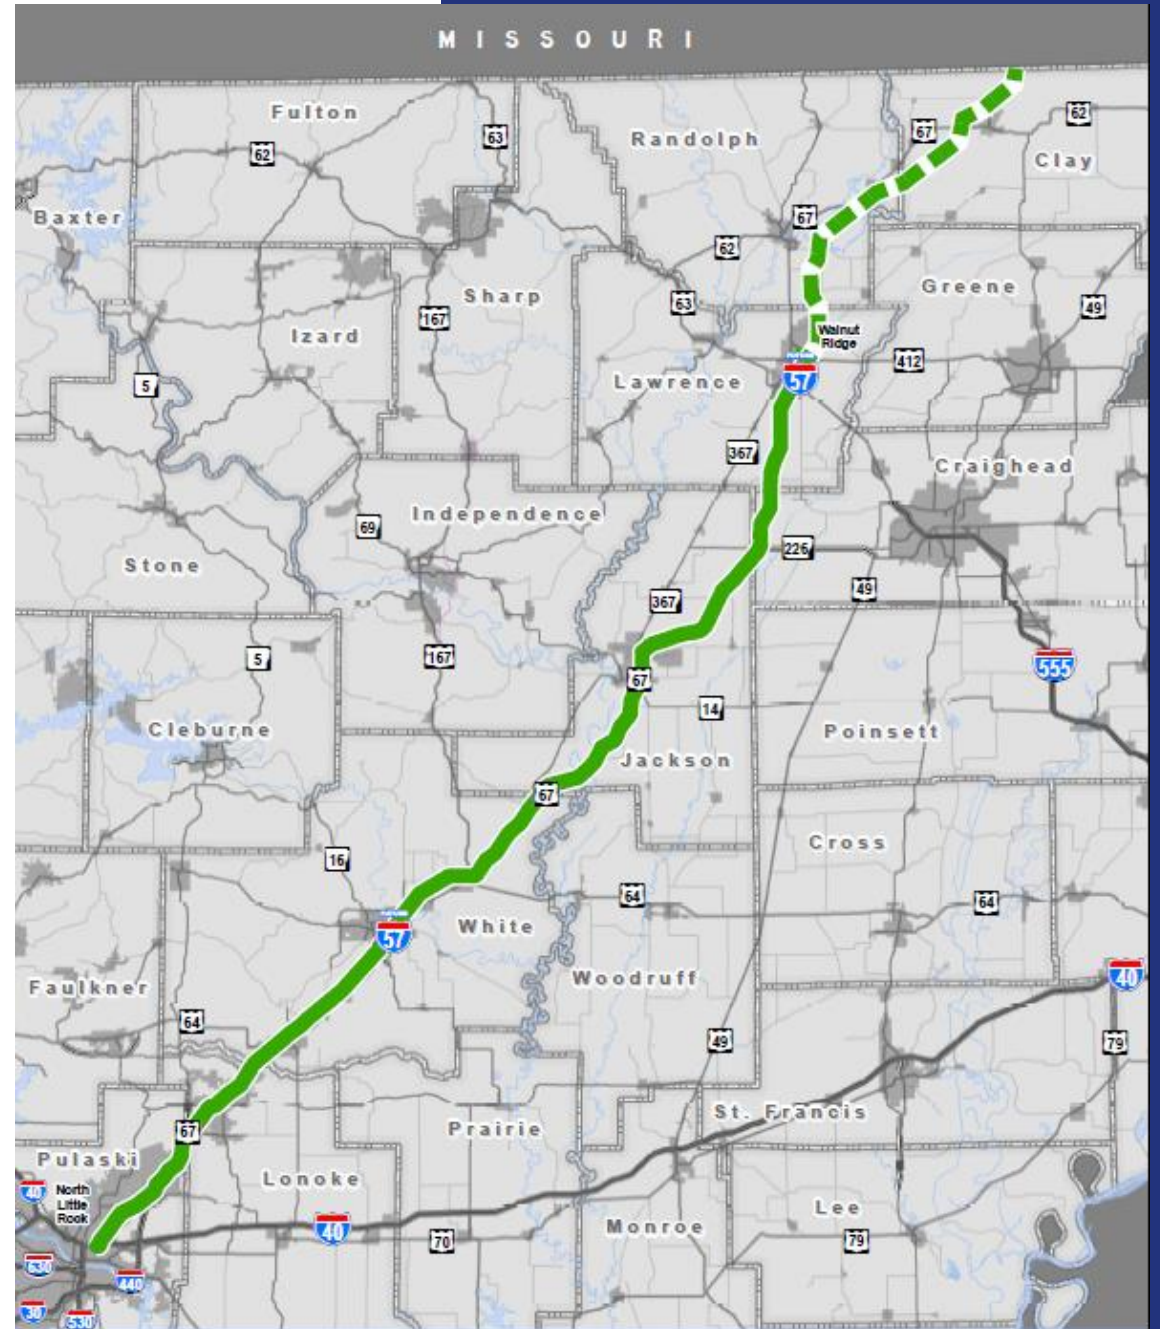 MISSOURI
Fulton
62
63
Randolph
67
62
Clay
Baxter
67
62
Sharp
Greene
63
49
167
Izard
Walnut
Ridge
412
5
Lawrence
57
367
Craighead
Independence
69
226
Stone
49
367
5
167
67
555
14
Cleburne
Poinsett
Jackson
67
Cross
16
64
64
White
57
Woodruff
40
Faulkner
64
49
79
St. Francis
67
Prairie
Pulaski
Lonoke
40
North
Little
Rock
Lee
40
Monroe
70
79
630
440
30
530